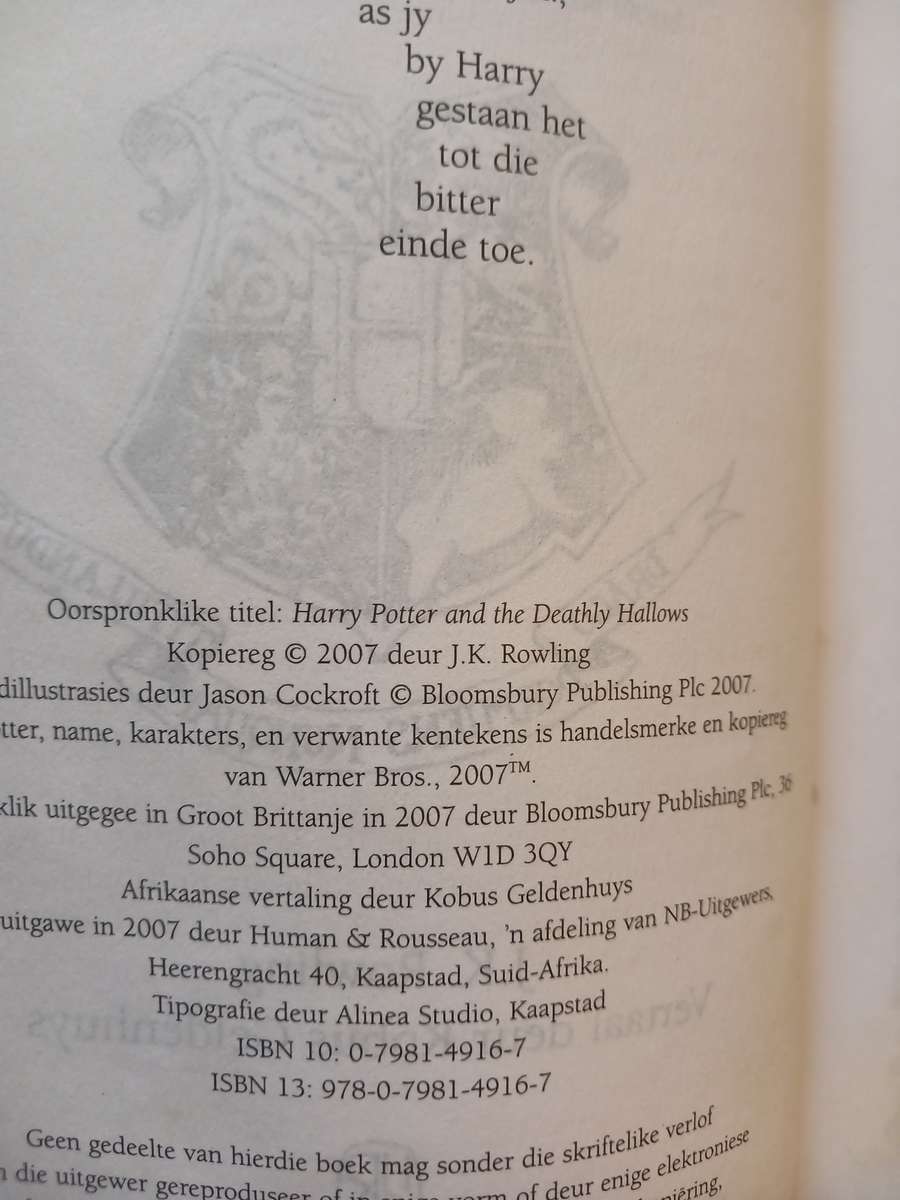 as jy
by Harry
gestaan het
tot die
bitter
einde toe.
Oorspronklike titel: Harry Potter and the Deathly Hallows
Kopiereg © 2007 deur J.K. Rowling
dillustrasies deur Jason Cockroft © Bloomsbury Publishing Plc 2007.
tter, name, karakters, en verwante kentekens is handelsmerke en kopiereg
van Warner Bros., 2007™.
klik uitgegee in Groot Brittanje in 2007 deur Bloomsbury Publishing Plc, 36
Soho Square, London W1D 3QY
Afrikaanse vertaling deur Kobus Geldenhuys
uitgawe in 2007 deur Human & Rousseau, 'n afdeling van NB-Uitgewers,
Heerengracht 40, Kaapstad, Suid-Afrika.
Tipografie deur Alinea Studio, Kaapstad
ISBN 10: 0-7981-4916-7
ISBN 13: 978-0-7981-4916-7
Geen gedeelte van hierdie boek mag sonder die skriftelike verlof
die uitgewer gereproduseer of in enige vorm of deur enige elektroniese